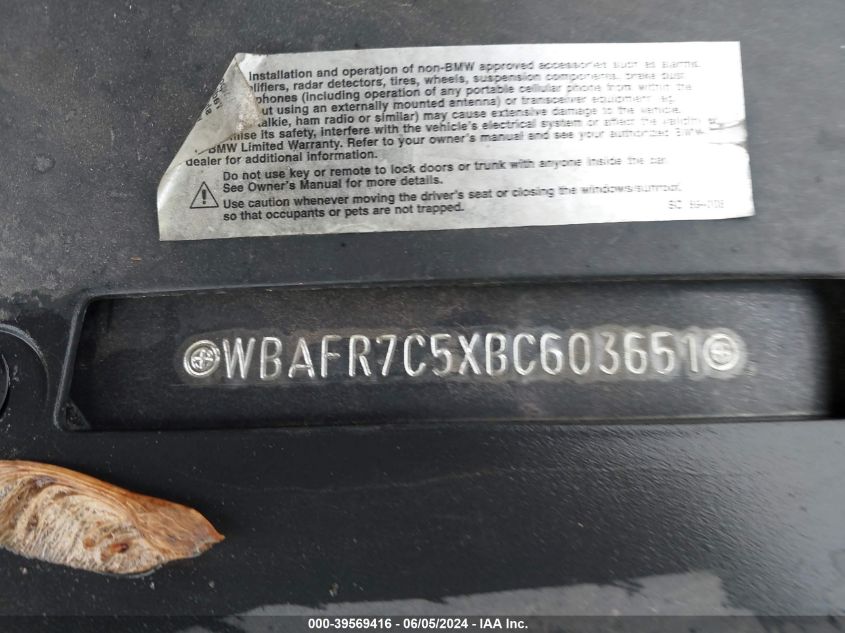 Installation and operation of non-BMW approved accessories such as alarms,
lifiers, radar detectors, tires, wheels, suspension components, brake dust
phones (including operation of any portable cellular phone from within the
out using an externally mounted antenna) or transceiver equipment
talkie, ham radio or similar) may cause extensive damage to the vehicle,
mise its safety, interfere with the vehicle's electrical system or affect the validity
BMW Limited Warranty. Refer to your owner's manual and see your authorized BMW
dealer for additional information.
Do not use key or remote to lock doors or trunk with anyone inside the car.
See Owner's Manual for more details.
Use caution whenever moving the driver's seat or closing the windows/sunroof,
so that occupants or pets are not trapped.
WBAFR7C5XBC603651
000-39569416 - 06/05/2024 - IAA Inc.